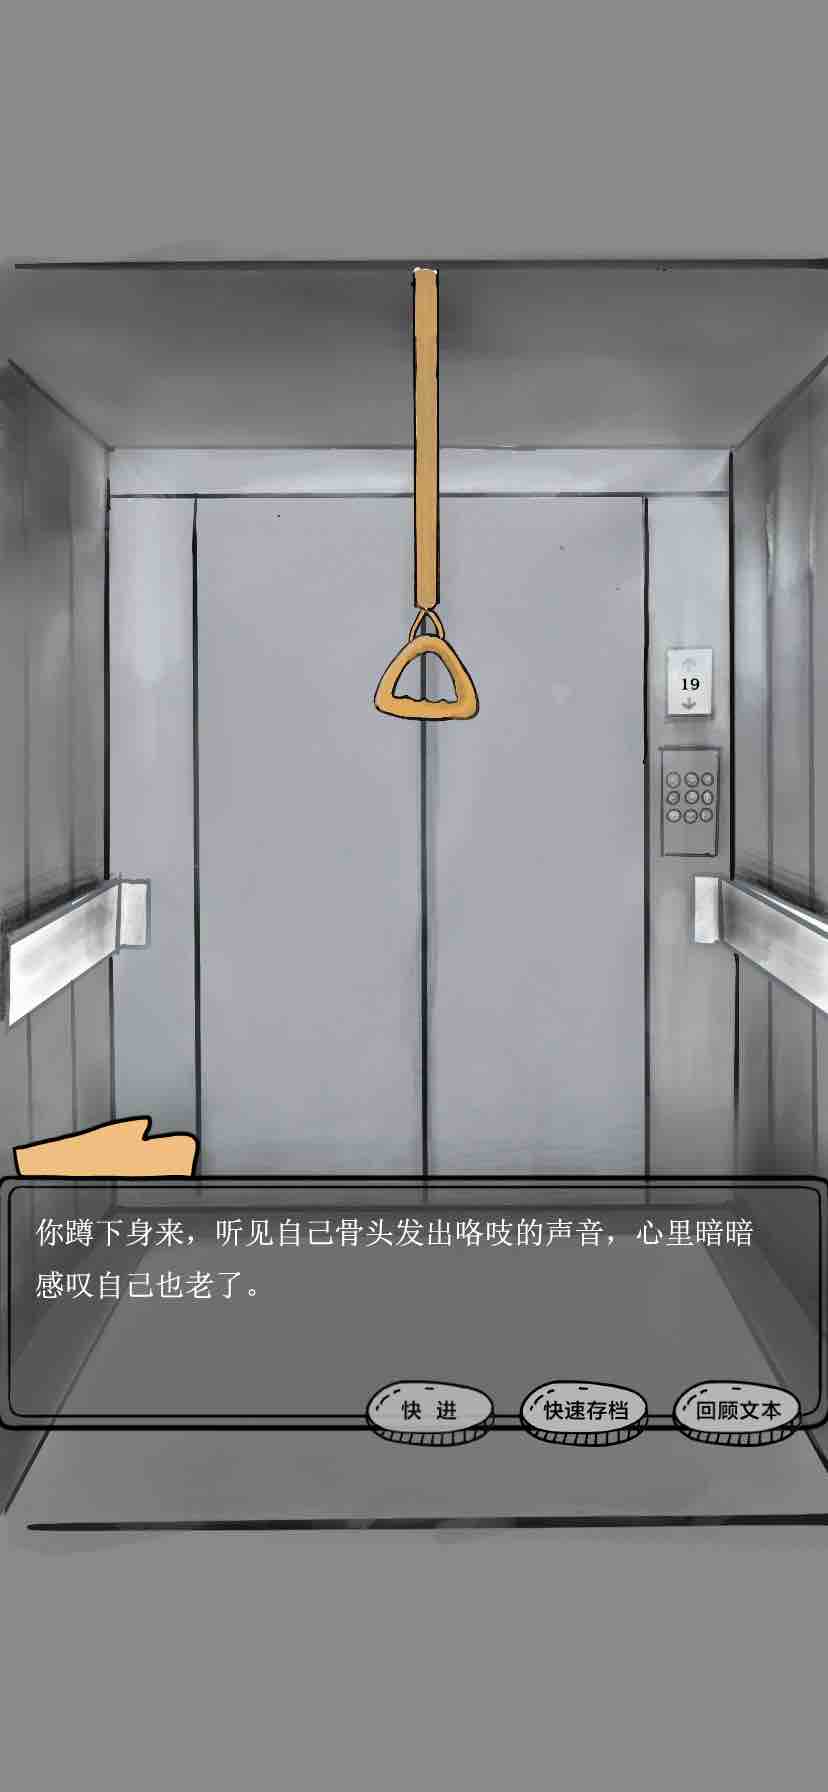 19
你蹲下身来，听见自己骨头发出咯吱的声音，心里暗暗
感叹自己也老了。
快 进
快速存档
回顾文本